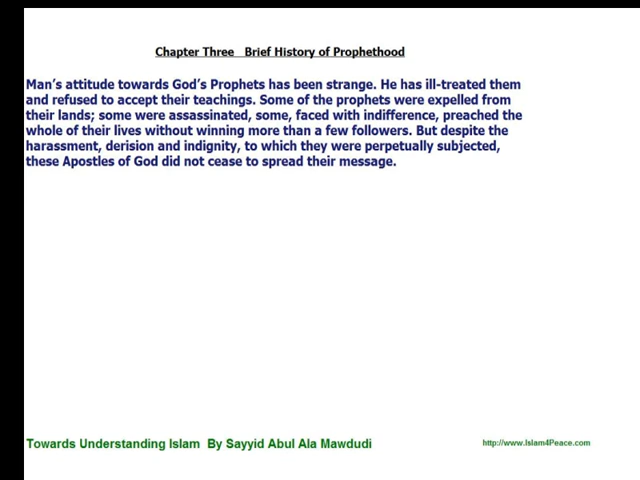 Chapter Three   Brief History of Prophethood
Man's attitude towards God's Prophets has been strange. He has ill-treated them
and refused to accept their teachings. Some of the prophets were expelled from
their lands; some were assassinated, some, faced with indifference, preached the
whole of their lives without winning more than a few followers. But despite the
harassment, derision and indignity, to which they were perpetually subjected,
these Apostles of God did not cease to spread their message.
Towards Understanding Islam  By Sayyid Abul Ala Mawdudi
http://www.Islam4Peace.com